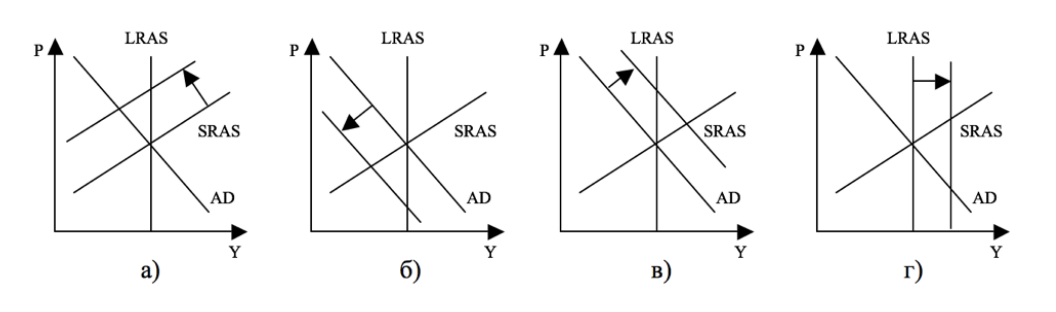 P LRAS SRAS AD Y
а)
P LRAS SRAS AD Y
б)
P LRAS SRAS AD Y
в)
P LRAS SRAS AD Y
г)